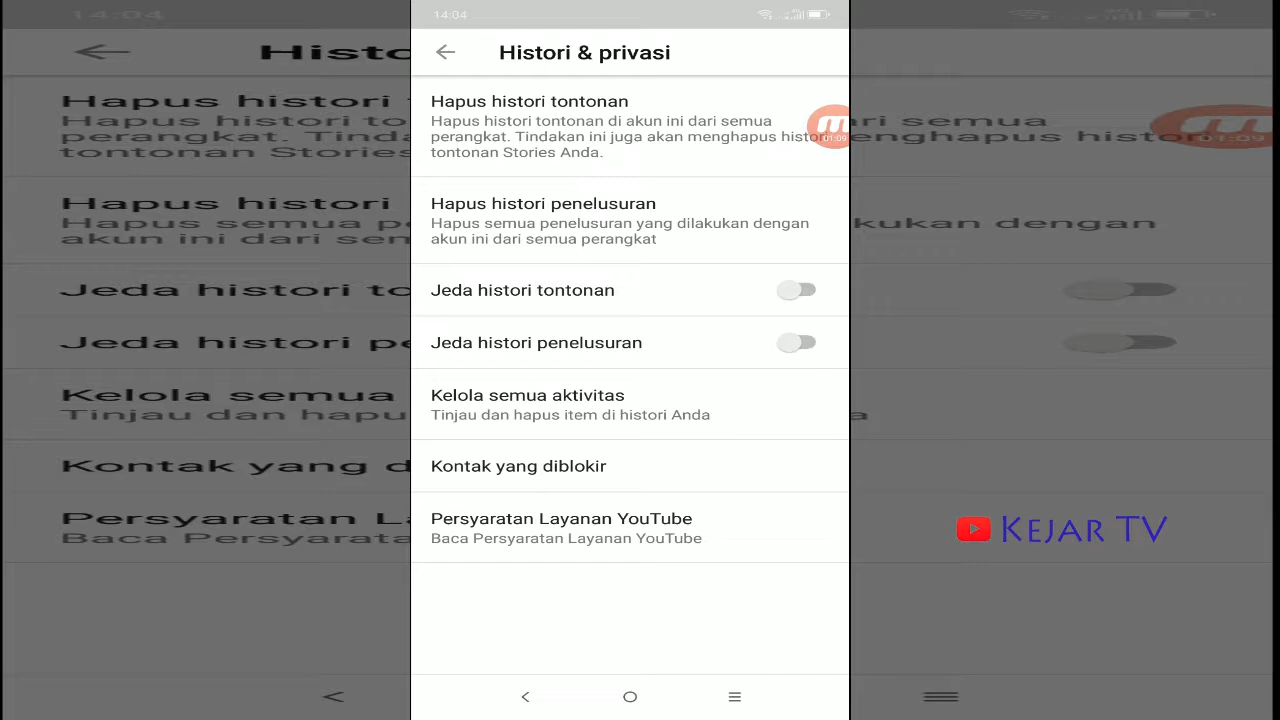 14:04
Histori & privasi
Hapus histori tontonan
Hapus histori tontonan di akun ini dari semua
perangkat. Tindakan ini juga akan menghapus histori
tontonan Stories Anda.
01:09
Hapus histori penelusuran
Hapus semua penelusuran yang dilakukan dengan
akun ini dari semua perangkat
Jeda histori tontonan
Jeda histori penelusuran
Kelola semua aktivitas
Tinjau dan hapus item di histori Anda
Kontak yang diblokir
Persyaratan Layanan YouTube
Baca Persyaratan Layanan YouTube
KEJAR TV